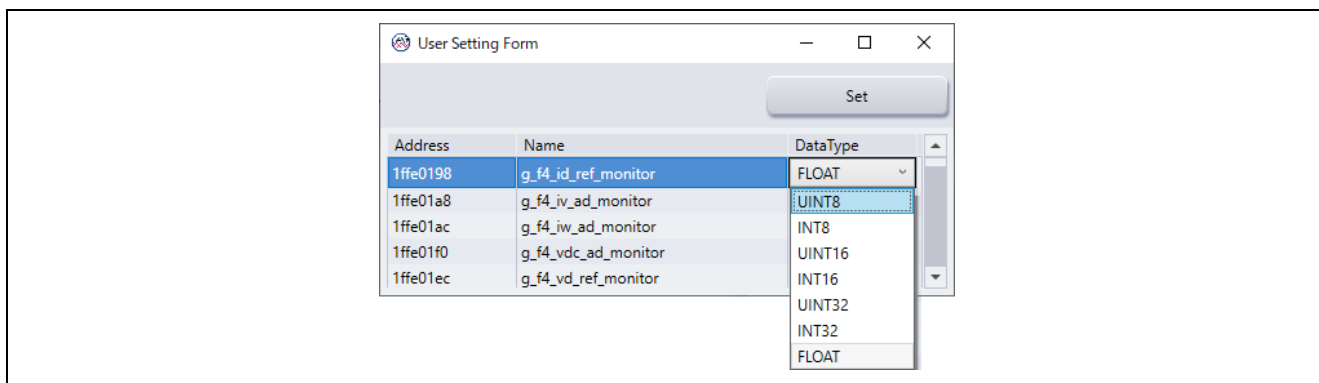 User Setting Form
Set
Address Name DataType
1ffe0198 g_f4_id_ref_monitor FLOAT
1ffe01a8 g_f4_iv_ad_monitor UINT8
1ffe01ac g_f4_iw_ad_monitor INT8
1ffe01f0 g_f4_vdc_ad_monitor UINT16
1ffe01ec g_f4_vd_ref_monitor INT16
UINT32
INT32
FLOAT